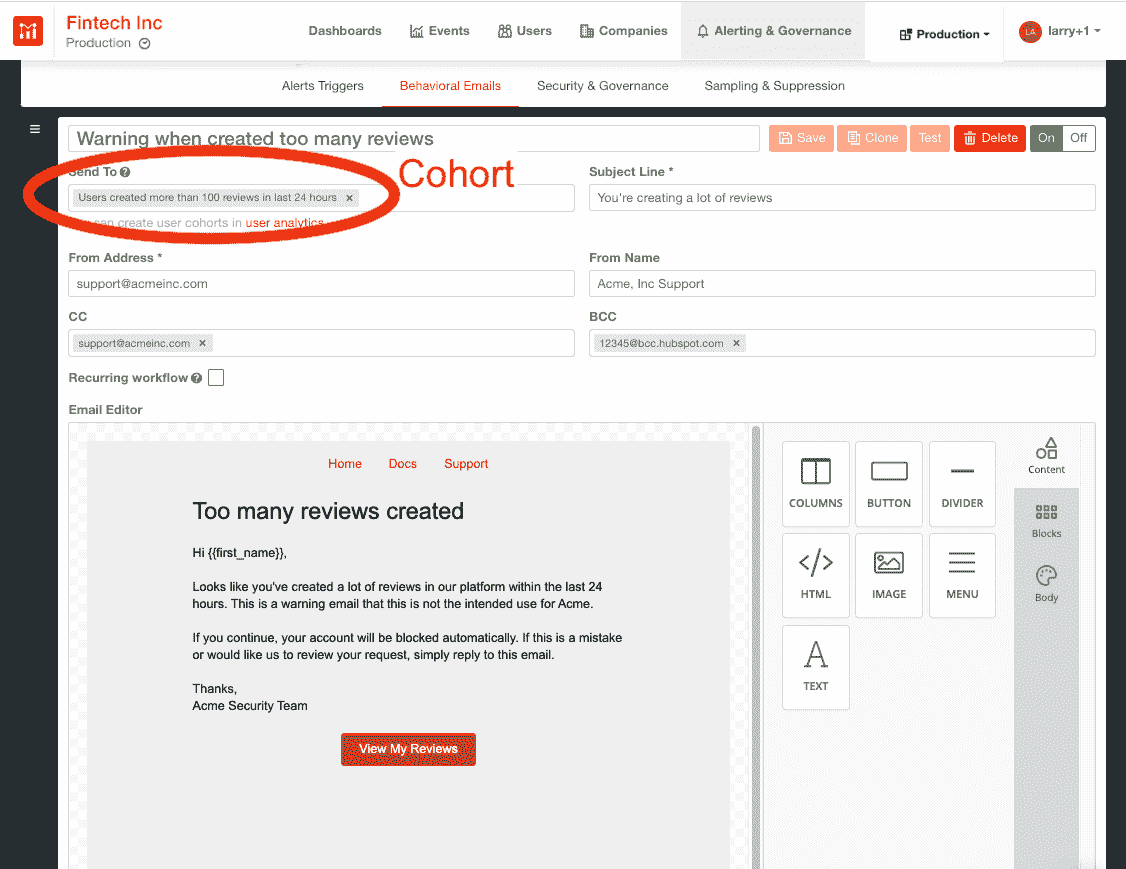 Fintech Inc
Production
Dashboards
Events
Users
Companies
Alerting & Governance
Production
LA
larry+1
Alerts Triggers
Behavioral Emails
Security & Governance
Sampling & Suppression
Warning when created too many reviews
Save
Clone
Test
Delete
On
Off
Send To
Cohort
Users created more than 100 reviews in last 24 hours ×
can create user cohorts in user analytics
Subject Line *
You're creating a lot of reviews
From Address *
support@acmeinc.com
From Name
Acme, Inc Support
CC
support@acmeinc.com ×
BCC
12345@bcc.hubspot.com ×
Recurring workflow
Email Editor
Home
Docs
Support
Too many reviews created
Hi {{first_name}},
Looks like you've created a lot of reviews in our platform within the last 24
hours. This is a warning email that this is not the intended use for Acme.
If you continue, your account will be blocked automatically. If this is a mistake
or would like us to review your request, simply reply to this email.
Thanks,
Acme Security Team
View My Reviews
COLUMNS
BUTTON
DIVIDER
HTML
IMAGE
MENU
TEXT
Content
Blocks
Body